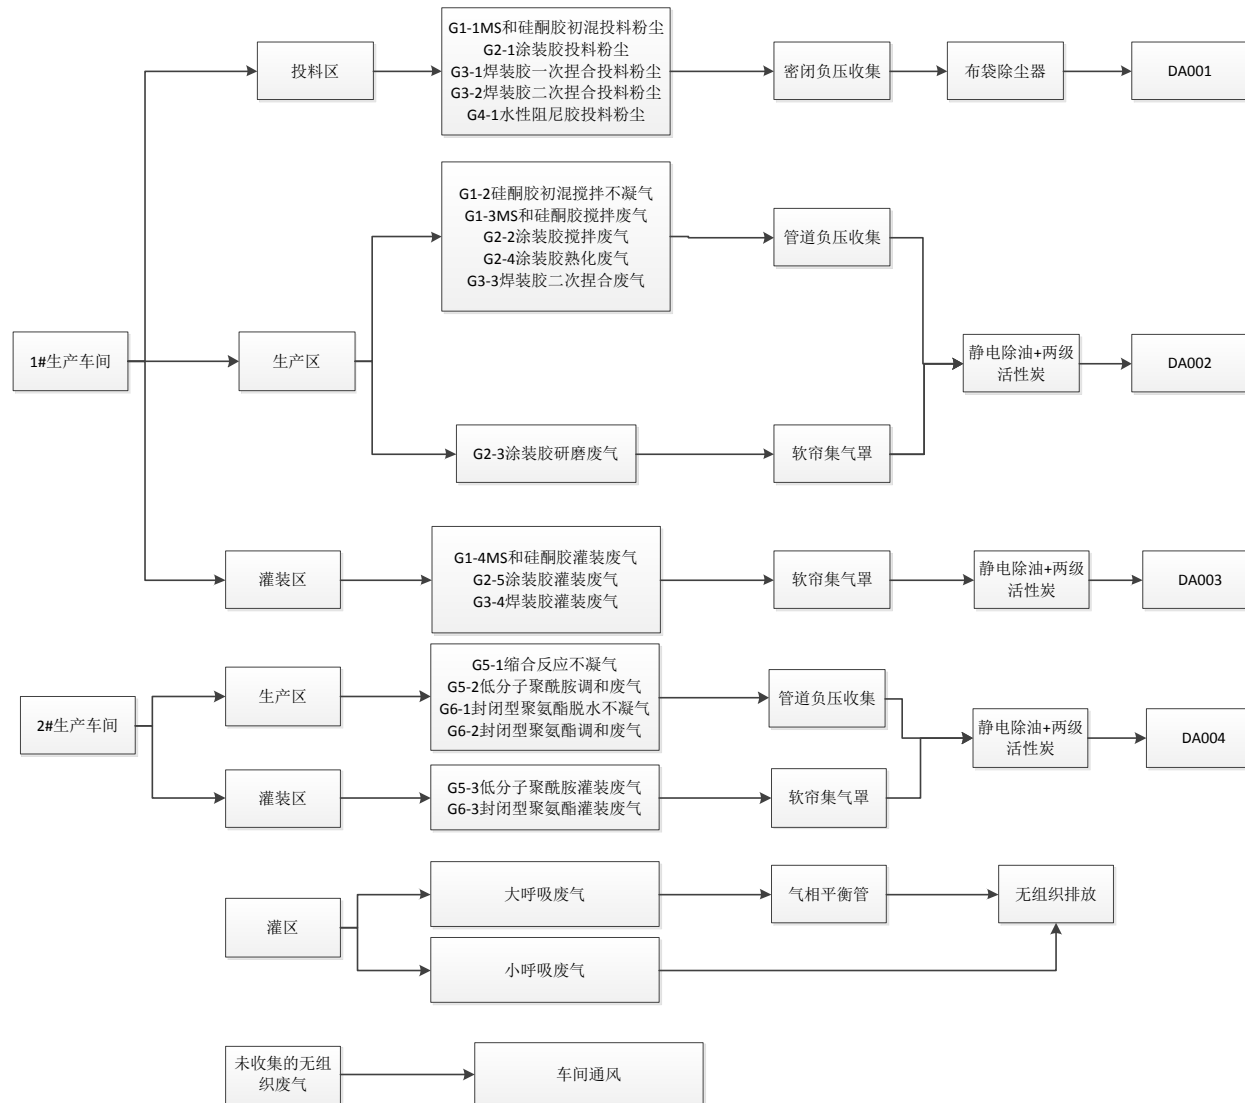 G1-1MS和硅酮胶初混投料粉尘
G2-1涂装胶投料粉尘
G3-1焊装胶一次捏合投料粉尘
G3-2焊装胶二次捏合投料粉尘
G4-1水性阻尼胶投料粉尘
投料区
密闭负压收集
布袋除尘器
DA001
G1-2硅酮胶初混搅拌不凝气
G1-3MS和硅酮胶搅拌废气
G2-2涂装胶搅拌废气
G2-4涂装胶熟化废气
G3-3焊装胶二次捏合废气
管道负压收集
1#生产车间
生产区
静电除油+两级
活性炭
DA002
G2-3涂装胶研磨废气
软帘集气罩
灌装区
G1-4MS和硅酮胶灌装废气
G2-5涂装胶灌装废气
G3-4焊装胶灌装废气
软帘集气罩
静电除油+两级
活性炭
DA003
2#生产车间
生产区
G5-1缩合反应不凝气
G5-2低分子聚酰胺调和废气
G6-1封闭型聚氨酯脱水不凝气
G6-2封闭型聚氨酯调和废气
管道负压收集
静电除油+两级
活性炭
DA004
灌装区
G5-3低分子聚酰胺灌装废气
G6-3封闭型聚氨酯灌装废气
软帘集气罩
灌区
大呼吸废气
气相平衡管
无组织排放
小呼吸废气
未收集的无组
织废气
车间通风